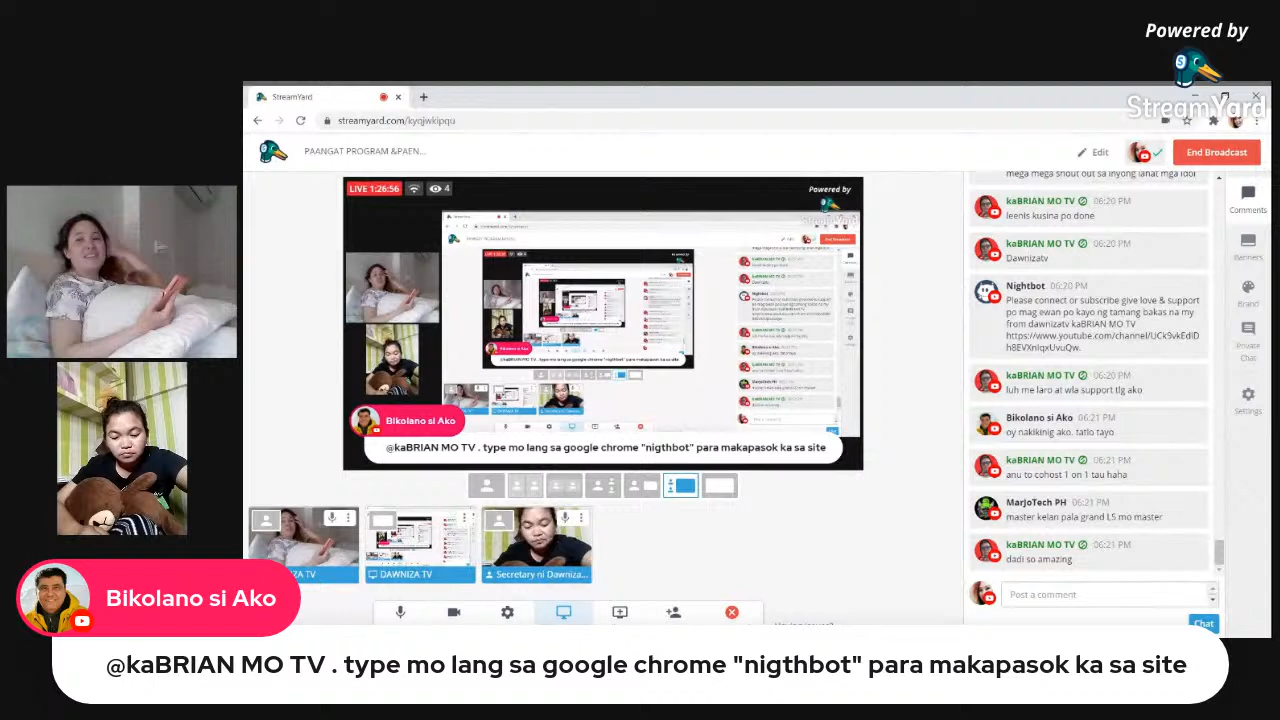 Powered by
StreamYard
StreamYard
streamyard.com/kyqjwkipqu
PAANGAT PROGRAM &PAEN...
Edit
End Broadcast
LIVE 1:26:56
4
Powered by
Bikolano si Ako
@kaBRIAN MO TV . type mo lang sa google chrome "nigthbot" para makapasok ka sa site
DAWNIZA TV
Secretary ni Dawniza...
mega mega shout out sa inyong lahat mga idol
kaBRIAN MO TV 06:20 PM
leenis kusina po done
kaBRIAN MO TV 06:20 PM
Dawnizatv
Nightbot 06:20 PM
Please connect or subscribe give love & support
po mag ewan po kayo ng tamang bakas na my
from dawnizatv kaBRIAN MO TV
kaBRIAN MO TV 06:20 PM
luh me laro at wla support tlg ako
Bikolano si Ako 06:21 PM
oy nakikinig ako. tatlo tayo
kaBRIAN MO TV 06:21 PM
anu to cohost 1 on 1 tau haha
MarJoTech PH 06:21 PM
master kelan pala grand LS mo master
kaBRIAN MO TV 06:21 PM
dadi so amazing
Post a comment
Chat
Comments
Banners
Brand
Private
Chat
Settings
Bikolano si Ako
@kaBRIAN MO TV . type mo lang sa google chrome "nigthbot" para makapasok ka sa site